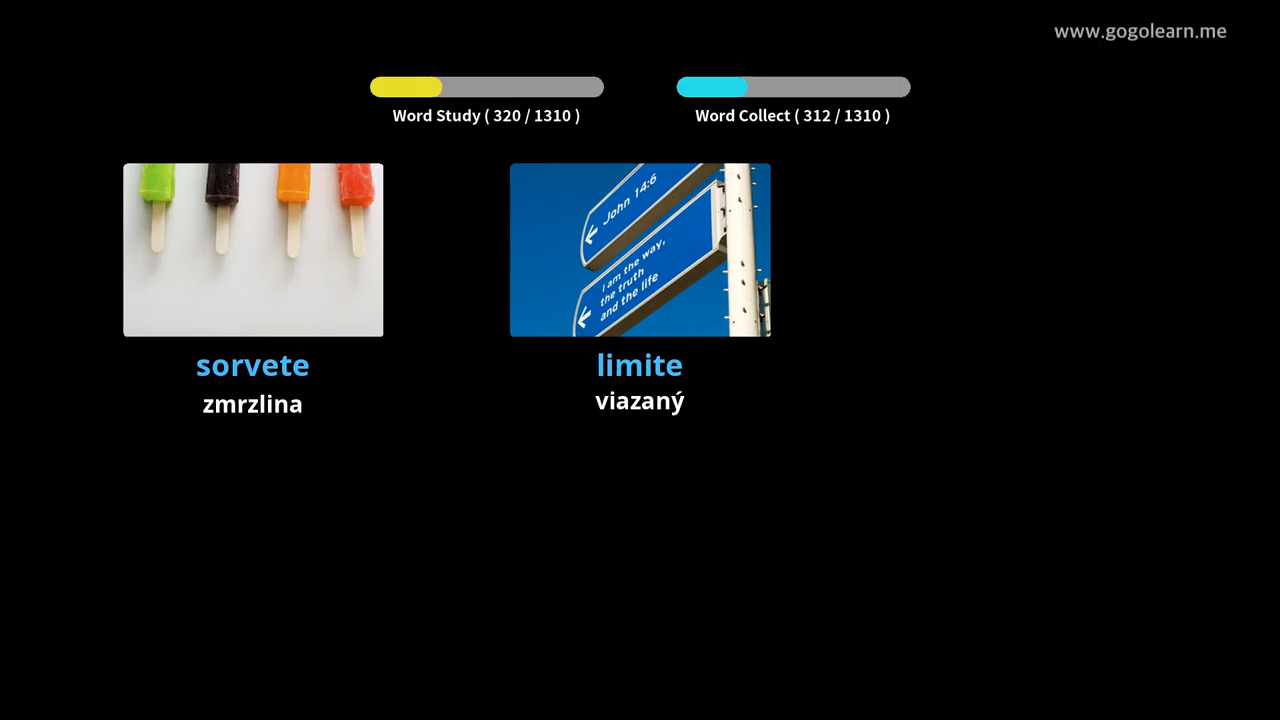 www.gogolearn.me
Word Study ( 320 / 1310 )
Word Collect ( 312 / 1310 )
John 14:6
I am the way,
the truth
and the life
sorvete
zmrzlina
limite
viazaný